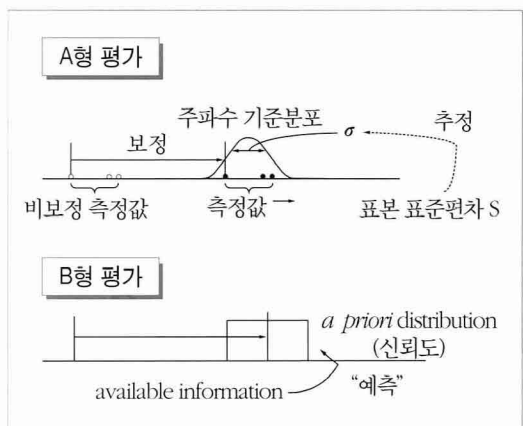 A형 평가
주파수 기준분포
추정
보정
σ
비보정 측정값
측정값
표본 표준편차 S
B형 평가
a priori distribution
(신뢰도)
available information
“예측”